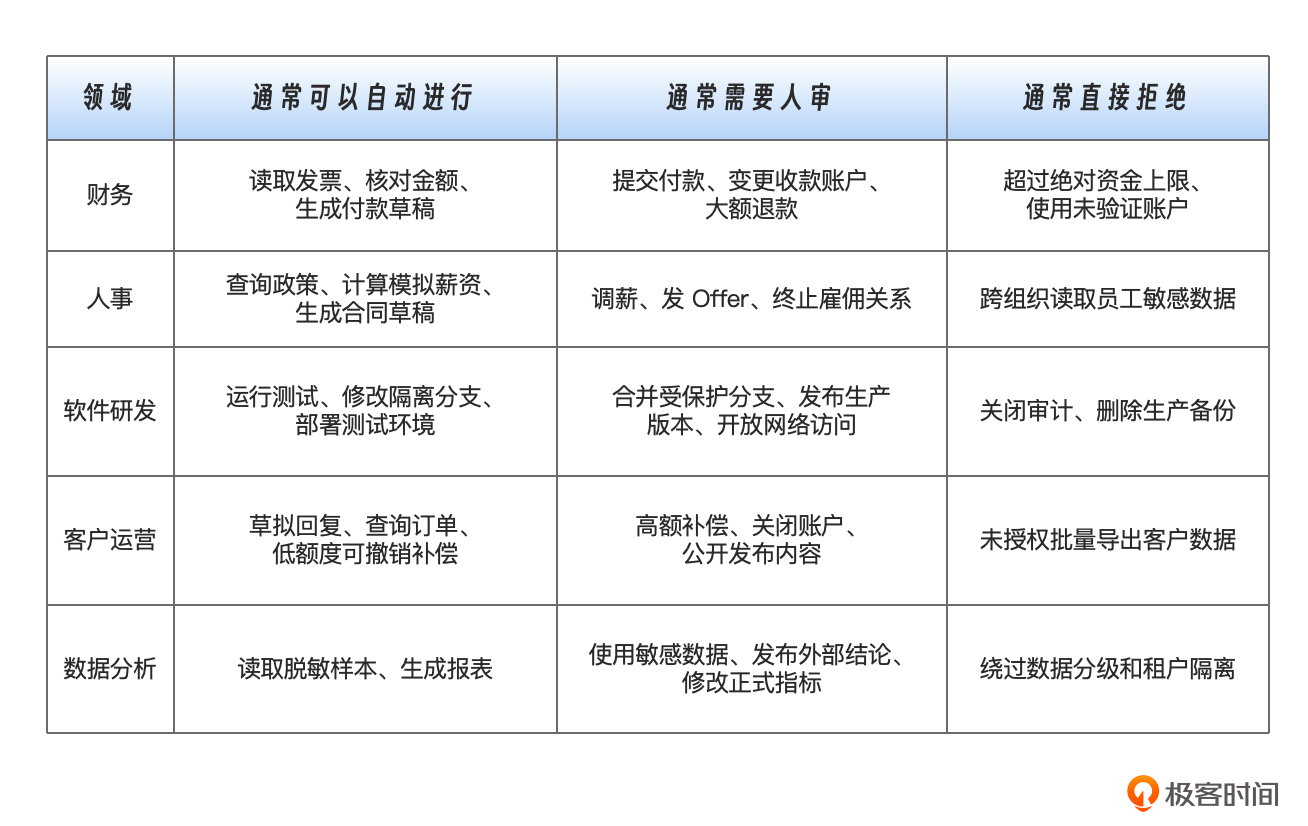 领域
通常可以自动进行
通常需要人审
通常直接拒绝
财务
读取发票、核对金额、
生成付款草稿
提交付款、变更收款账户、
大额退款
超过绝对资金上限、
使用未验证账户
人事
查询政策、计算模拟薪资、
生成合同草稿
调薪、发 Offer、终止雇佣关系
跨组织读取员工敏感数据
软件研发
运行测试、修改隔离分支、
部署测试环境
合并受保护分支、发布生产
版本、开放网络访问
关闭审计、删除生产备份
客户运营
草拟回复、查询订单、
低额度可撤销补偿
高额补偿、关闭账户、
公开发布内容
未授权批量导出客户数据
数据分析
读取脱敏样本、生成报表
使用敏感数据、发布外部结论、
修改正式指标
绕过数据分级和租户隔离
极客时间